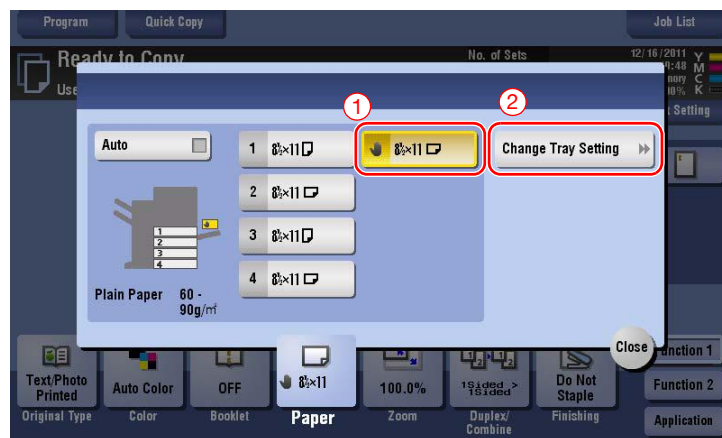 Program
Quick Copy
Job List
Ready to Copy
No. of Sets
12/16/2011
Y
M
C
K
Use
Setting
1
2
Auto
1 8½×11
8½×11
Change Tray Setting
2 8½×11
3 8½×11
4 8½×11
1
2
3
4
Plain Paper 60 -
90g/㎡
Close
Function 1
Text/Photo
Printed
Auto Color
OFF
8½×11
100.0%
1Sided >
1Sided
Do Not
Staple
Function 2
Original Type
Color
Booklet
Paper
Zoom
Duplex/
Combine
Finishing
Application